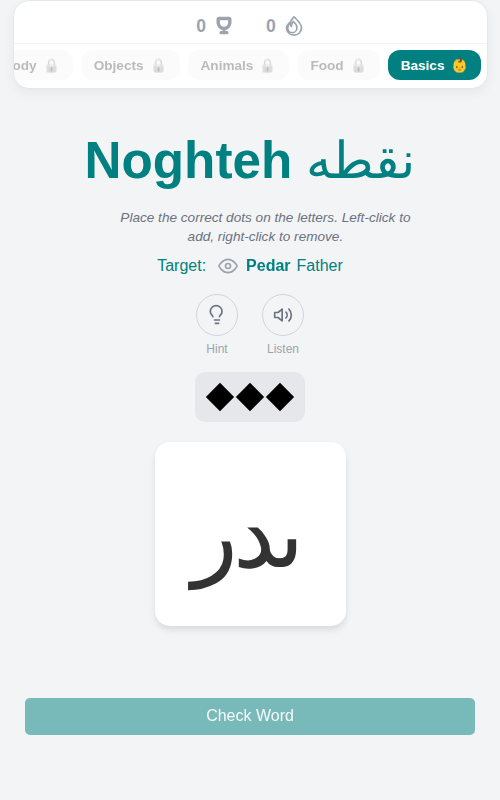 0 0
ody Objects Animals Food Basics
Noghteh نقطه
Place the correct dots on the letters. Left-click to
add, right-click to remove.
Target: Pedar Father
Hint Listen
ٮدر
Check Word